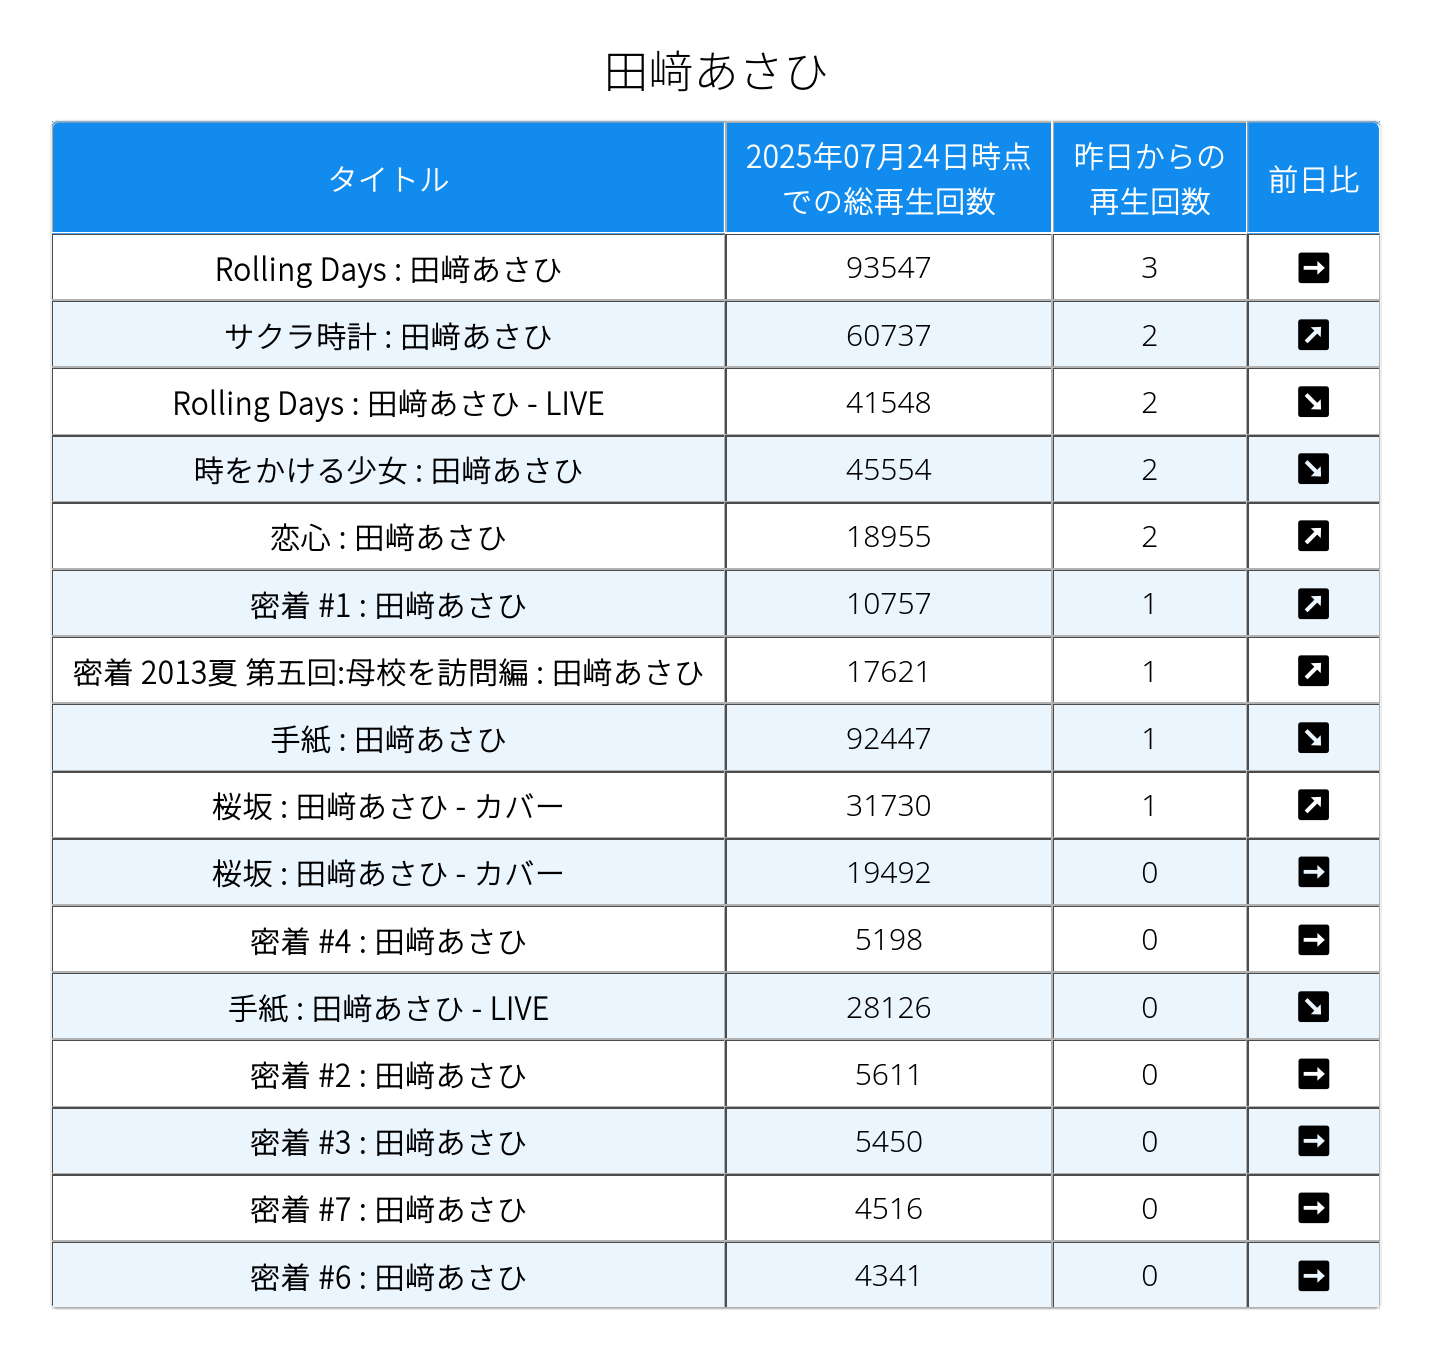 田﨑あさひ
タイトル 2025年07月24日時点での総再生回数 昨日からの再生回数 前日比
Rolling Days : 田﨑あさひ 93547 3 ➡
サクラ時計 : 田﨑あさひ 60737 2 ↗
Rolling Days : 田﨑あさひ - LIVE 41548 2 ↘
時をかける少女 : 田﨑あさひ 45554 2 ↘
恋心 : 田﨑あさひ 18955 2 ↗
密着 #1 : 田﨑あさひ 10757 1 ↗
密着 2013夏 第五回:母校を訪問編 : 田﨑あさひ 17621 1 ↗
手紙 : 田﨑あさひ 92447 1 ↘
桜坂 : 田﨑あさひ - カバー 31730 1 ↗
桜坂 : 田﨑あさひ - カバー 19492 0 ➡
密着 #4 : 田﨑あさひ 5198 0 ➡
手紙 : 田﨑あさひ - LIVE 28126 0 ↘
密着 #2 : 田﨑あさひ 5611 0 ➡
密着 #3 : 田﨑あさひ 5450 0 ➡
密着 #7 : 田﨑あさひ 4516 0 ➡
密着 #6 : 田﨑あさひ 4341 0 ➡